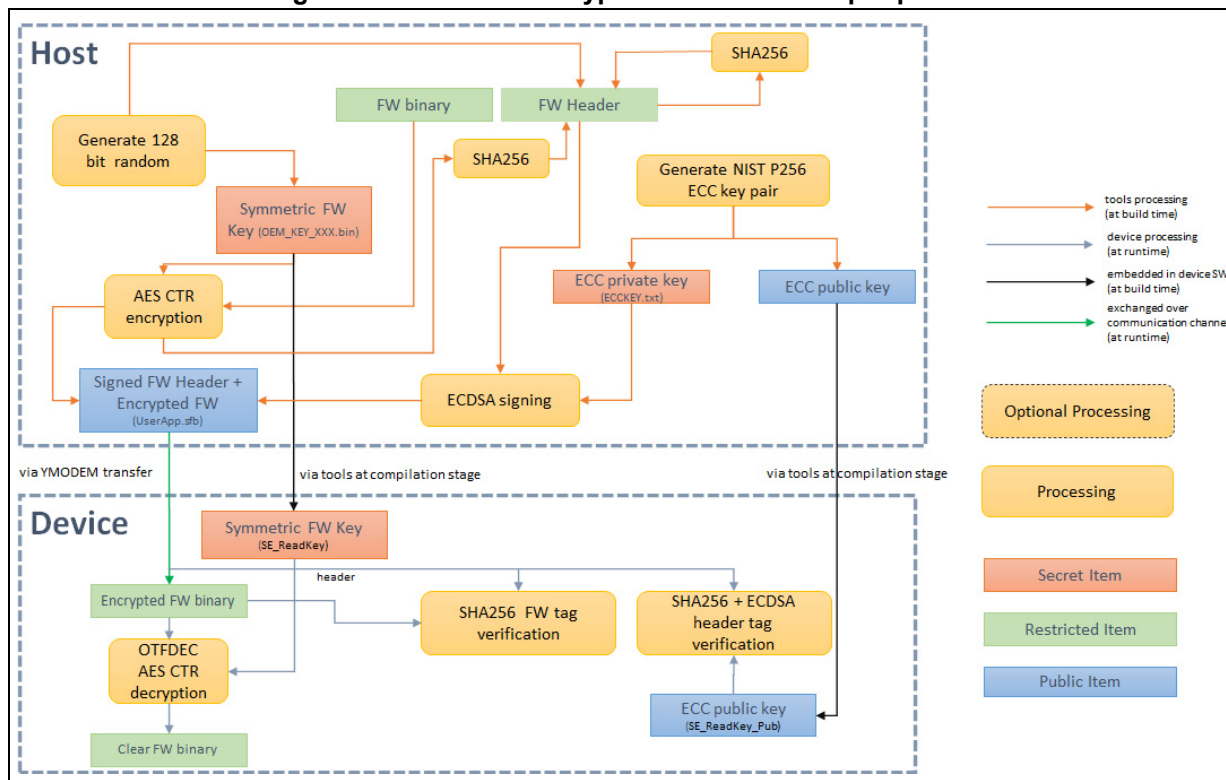 Host
SHA256
FW binary
FW Header
Generate 128
bit random
SHA256
Generate NIST P256
ECC key pair
Symmetric FW
Key (OEM_KEY_XXX.bin)
AES CTR
encryption
ECC private key
(ECCKEY.txt)
ECC public key
Signed FW Header +
Encrypted FW
(UserApp.sfb)
ECDSA signing
via YMODEM transfer
via tools at compilation stage
via tools at compilation stage
Device
Symmetric FW Key
(SE_ReadKey)
header
Encrypted FW binary
SHA256 FW tag
verification
SHA256 + ECDSA
header tag
verification
OTFDEC
AES CTR
decryption
ECC public key
(SE_ReadKey_Pub)
Clear FW binary
tools processing
(at build time)
device processing
(at runtime)
embedded in device SW
(at build time)
exchanged over
communication channel
(at runtime)
Optional Processing
Processing
Secret Item
Restricted Item
Public Item